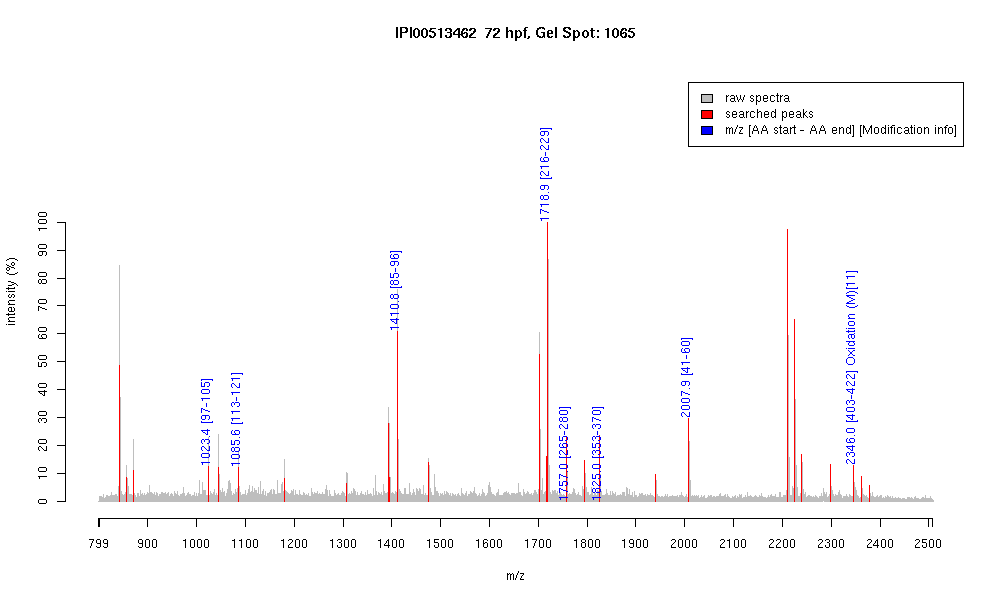 IPI00513462 72 hpf, Gel Spot: 1065
raw spectra
searched peaks
m/z [AA start - AA end] [Modification info]
intensity (%)
100
90
80
70
60
50
40
30
20
10
0
1023.4 [97-105]
1085.6 [113-121]
1410.8 [85-96]
1718.9 [216-229]
1757.0 [265-280]
1825.0 [353-370]
2007.9 [41-60]
2346.0 [403-422] Oxidation (M)[11]
799 900 1000 1100 1200 1300 1400 1500 1600 1700 1800 1900 2000 2100 2200 2300 2400 2500
m/z